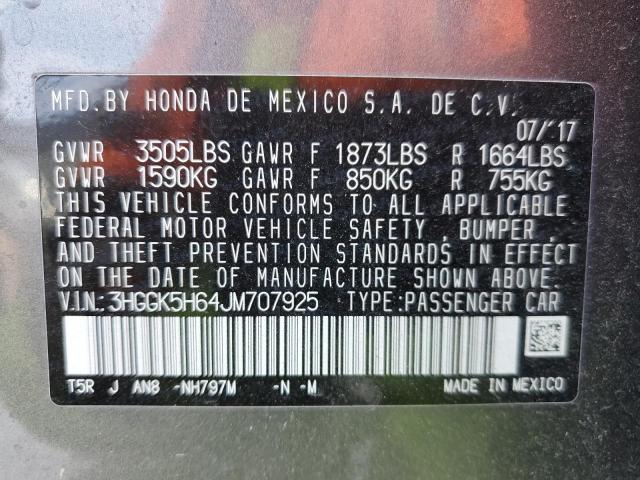 MFD.BY HONDA DE MEXICO S.A. DE C.V.
07/'17
GVWR 3505LBS GAWR F 1873LBS R 1664LBS
GVWR 1590KG GAWR F 850KG R 755KG
THIS VEHICLE CONFORMS TO ALL APPLICABLE
FEDERAL MOTOR VEHICLE SAFETY, BUMPER,
AND THEFT PREVENTION STANDARDS IN EFFECT
ON THE DATE OF MANUFACTURE SHOWN ABOVE.
V.I.N: 3HGGK5H64JM707925 TYPE:PASSENGER CAR
T5R J AN8 -NH797M -N -M MADE IN MEXICO